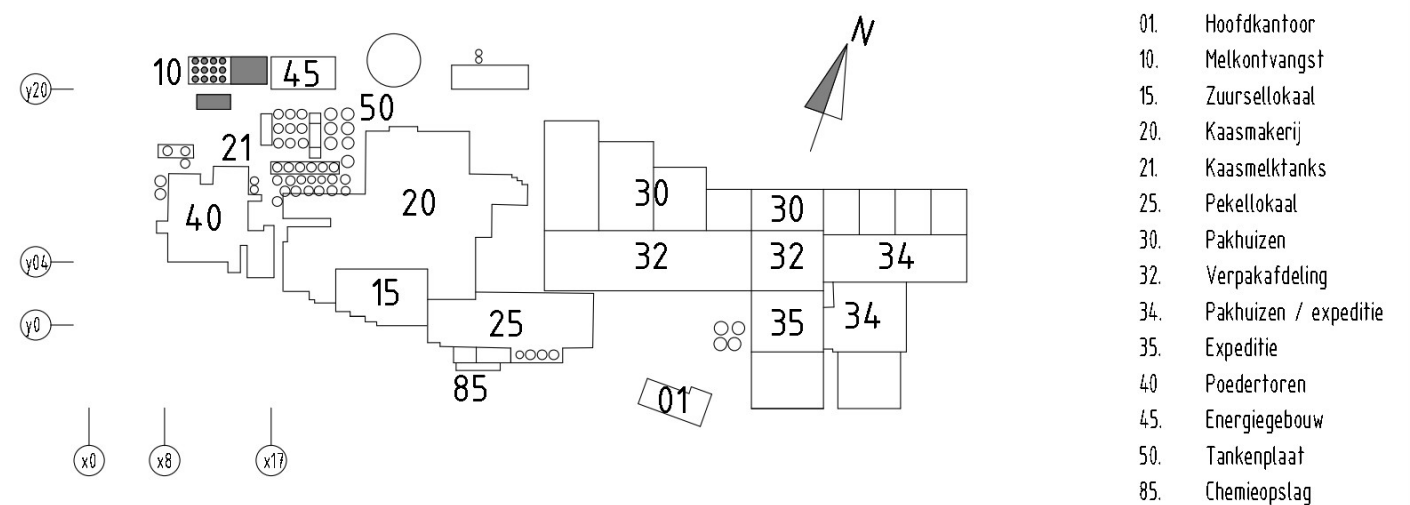 N
10
45
y20
50
21
20
40
30
30
32
32
34
y04
15
25
35
34
y0
85
01
x0
x8
x17
01. Hoofdkantoor
10. Melkontvangst
15. Zuursellokaal
20. Kaasmakerij
21. Kaasmelktanks
25. Pekellokaal
30. Pakhuizen
32. Verpakafdeling
34. Pakhuizen / expeditie
35. Expeditie
40 Poedertoren
45. Energiegebouw
50. Tankenplaat
85. Chemieopslag